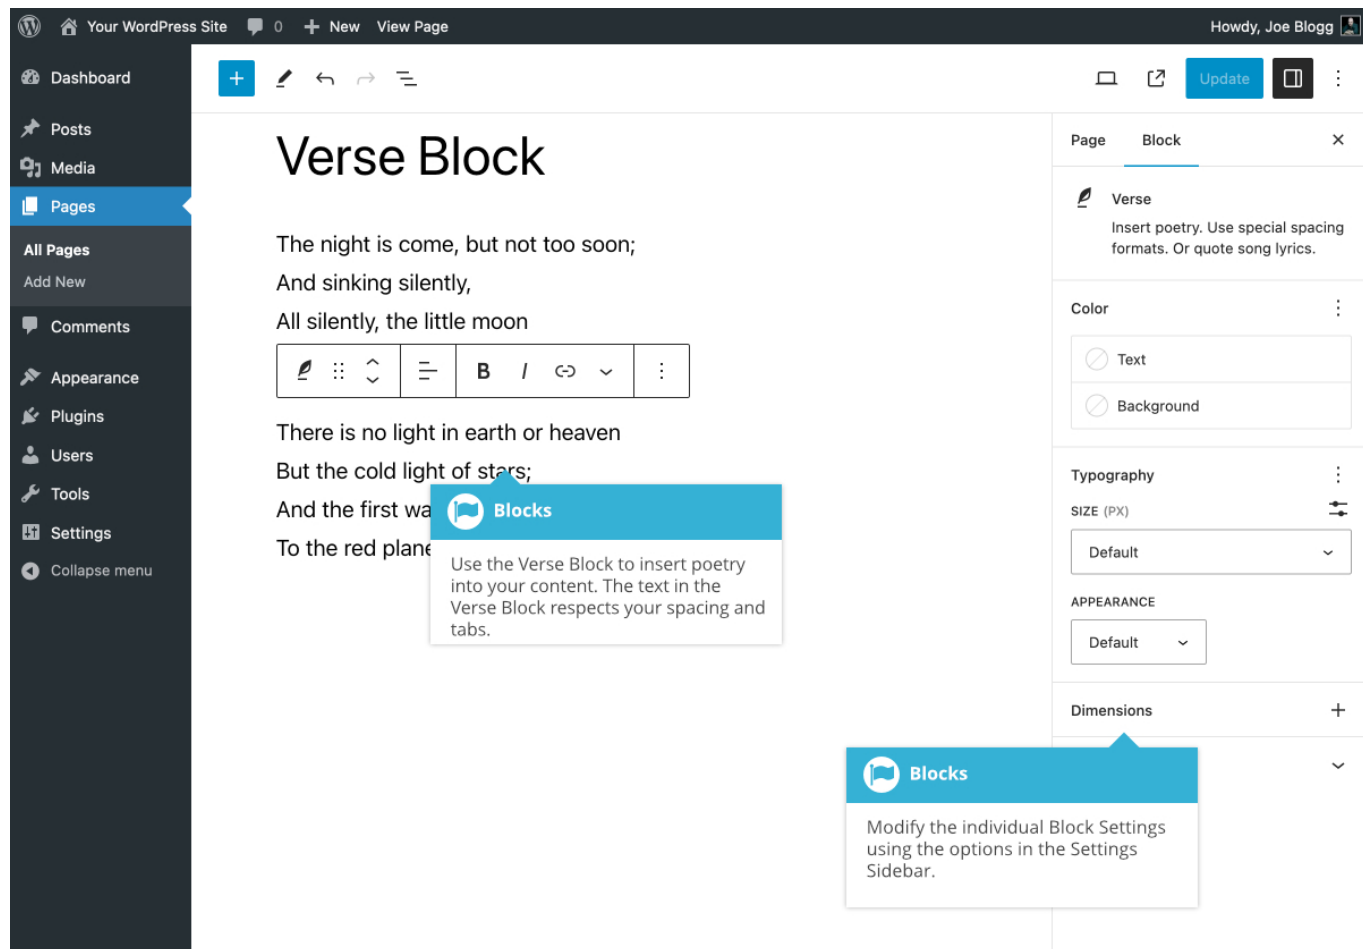 Your WordPress Site 0 New View Page Howdy, Joe Blogg
Dashboard
Posts
Media
Pages
All Pages
Add New
Comments
Appearance
Plugins
Users
Tools
Settings
Collapse menu
Update
Verse Block
The night is come, but not too soon;
And sinking silently,
All silently, the little moon
B I
There is no light in earth or heaven
But the cold light of stars;
And the first wa
To the red plane
Blocks
Use the Verse Block to insert poetry
into your content. The text in the
Verse Block respects your spacing and
tabs.
Page Block
Verse
Insert poetry. Use special spacing
formats. Or quote song lyrics.
Color
Text
Background
Typography
SIZE (PX)
Default
APPEARANCE
Default
Dimensions
Blocks
Modify the individual Block Settings
using the options in the Settings
Sidebar.